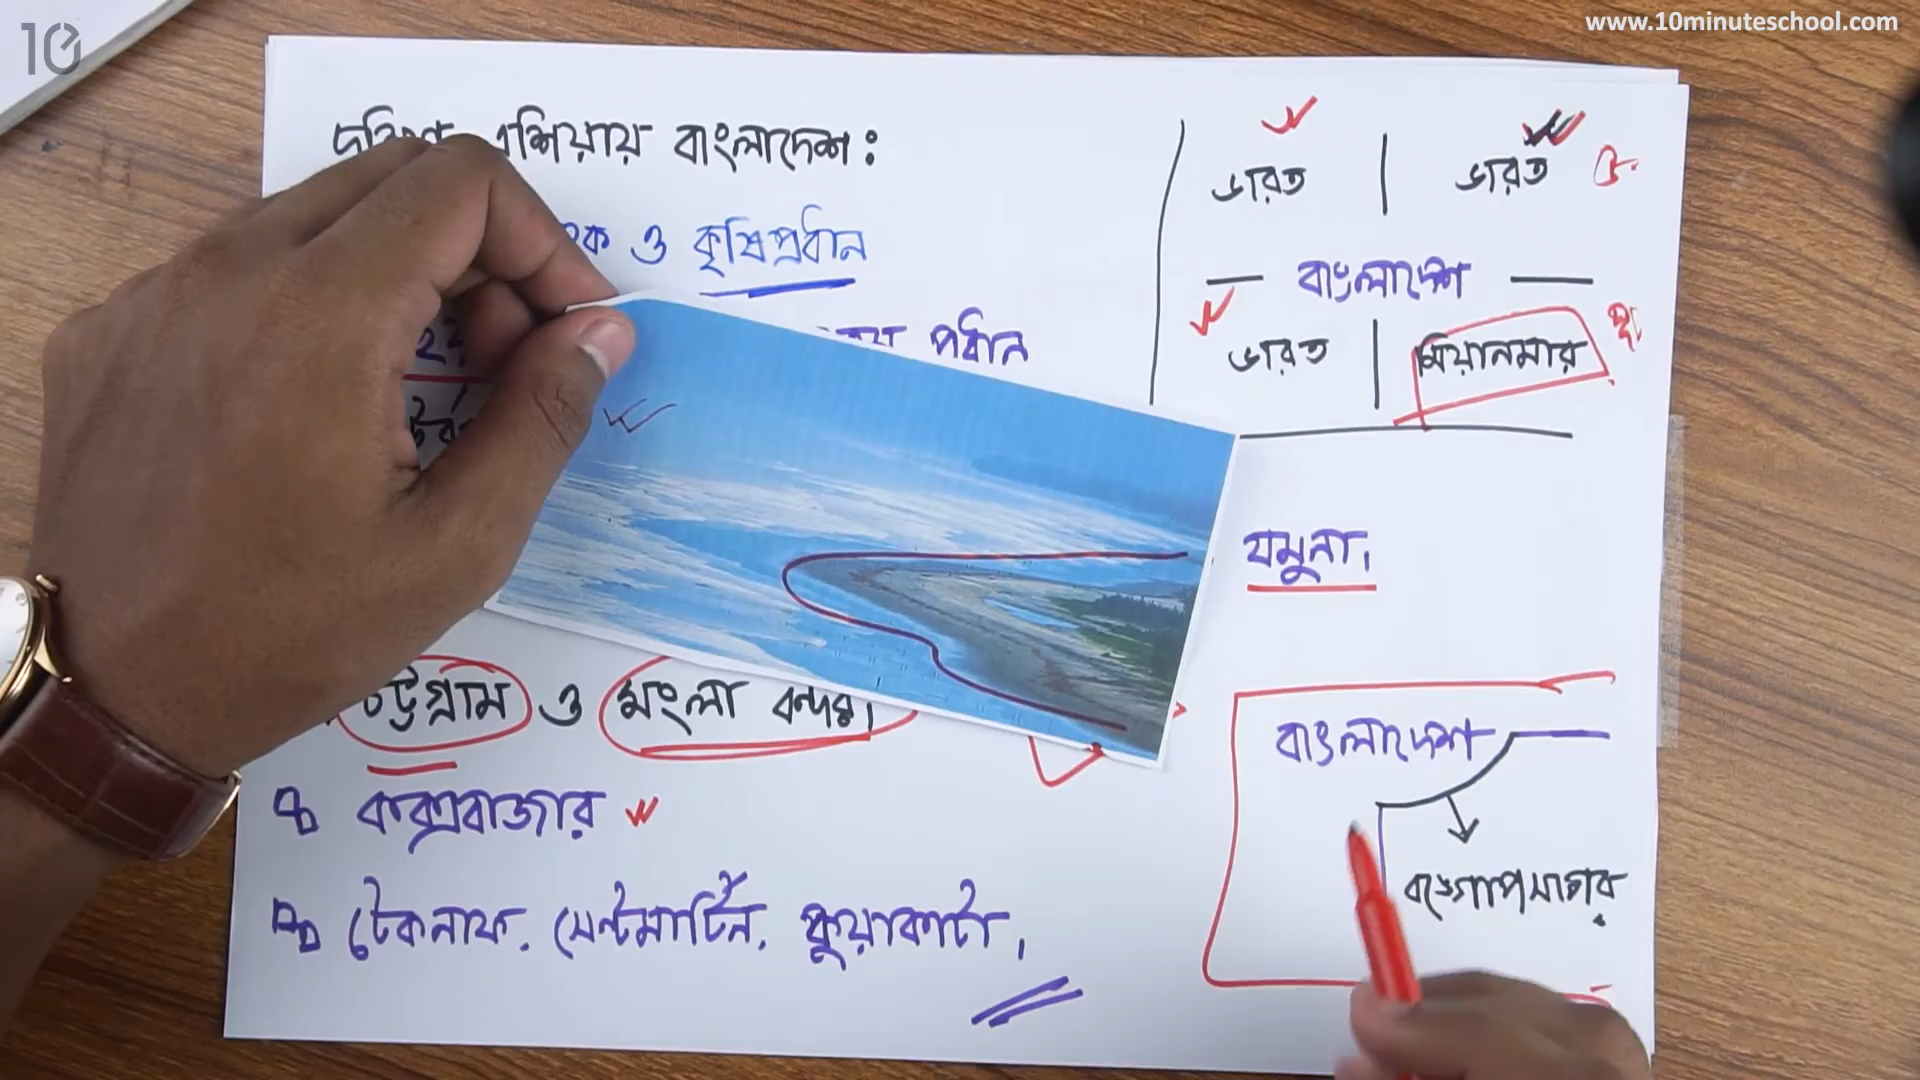 10
www.10minuteschool.com
এশিয়ায় বাংলাদেশঃ
ও কৃষিপ্রধান
প্রধান
ভারত | ভারত
বাংলাদেশ
ভারত | মিয়ানমার
যমুনা।
চট্টগ্রাম ও মংলা বন্দর।
কক্সবাজার
টেকনাফ, সেন্টমার্টিন, কুয়াকাটা।
বাংলাদেশ
বঙ্গোপসাগর